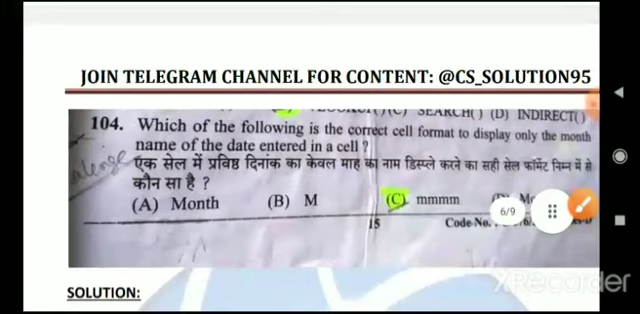 JOIN TELEGRAM CHANNEL FOR CONTENT: @CS_SOLUTION95
(C) SEARCH() (D) INDIRECT()
104. Which of the following is the correct cell format to display only the month
name of the date entered in a cell ?
एक सेल में प्रविष्ट दिनांक का केवल माह का नाम डिस्प्ले करने का सही सेल फॉर्मेट निम्न में से
कौन सा है ?
(A) Month (B) M (C) mmmm
6/9
15 Code-No.
XRecorder
SOLUTION: